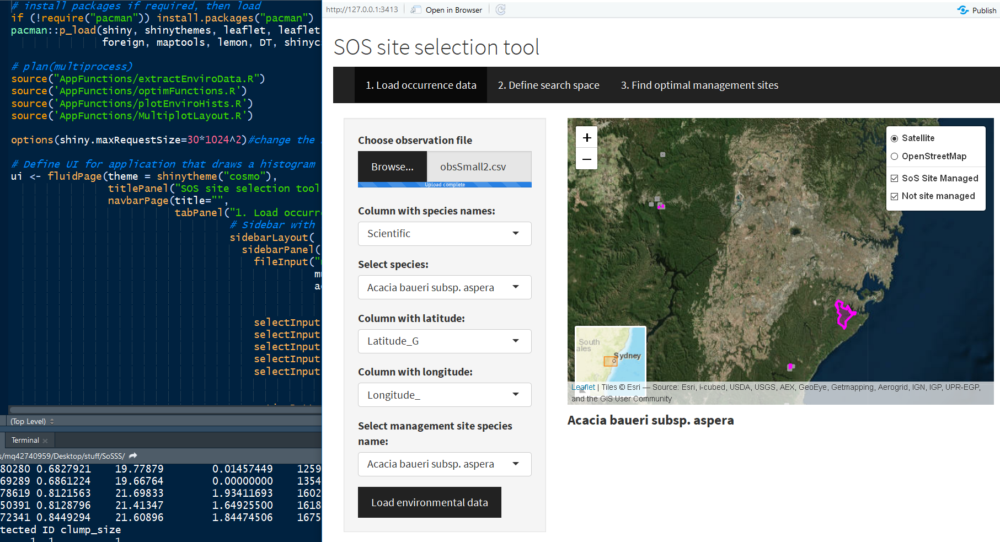 # install packages if required, then load
if (!require("pacman")) install.packages("pacman")
pacman::p_load(shiny, shinythemes, leaflet, leaflet
foreign, maptools, lemon, DT,
# plan(multiprocess)
source("AppFunctions/extractEnviroData.R")
source('AppFunctions/optimFunctions.R')
source('AppFunctions/plotEnviroHists.R')
source('AppFunctions/MultiplotLayout.R')
options(shiny.maxRequestSize=30*1024^2)#change the
# Define UI for application that draws a histogram
ui <- fluidPage(theme = shinytheme("cosmo"),
titlePanel("SOS site selection tool
navbarPage(title="",
tabPanel("1. Load occurr
# Sidebar with
sidebarLayout(
sidebarPanel(
fileInput("
selectInput
selectInput
selectInput
selectInput
selectInput
(Top Level)
Terminal
s/mq42740959/Desktop/stuff/SoSSS/
80280 0.6827921 19.77879 0.01457449 1259
69289 0.6861224 19.66764 0.00000000 1354
78619 0.8121563 21.69833 1.93411693 1602
50391 0.8128796 21.41347 1.64925500 1618
72341 0.8449294 21.60896 1.84474506 1675
tected ID clump_size
1 1 1
http://127.0.0.1:3413 Open in Browser Publish
SOS site selection tool
1. Load occurrence data 2. Define search space 3. Find optimal management sites
Choose observation file
Browse... obsSmall2.csv
Upload complete
Column with species names:
Scientific
Select species:
Acacia baueri subsp. aspera
Column with latitude:
Latitude_G
Column with longitude:
Longitude_
Select management site species
name:
Acacia baueri subsp. aspera
Load environmental data
+
−
Satellite
OpenStreetMap
SoS Site Managed
Not site managed
South
ales
Sydney
Leaflet | Tiles © Esri — Source: Esri, i-cubed, USDA, USGS, AEX, GeoEye, Getmapping, Aerogrid, IGN, IGP, UPR-EGP,
and the GIS User Community
Acacia baueri subsp. aspera